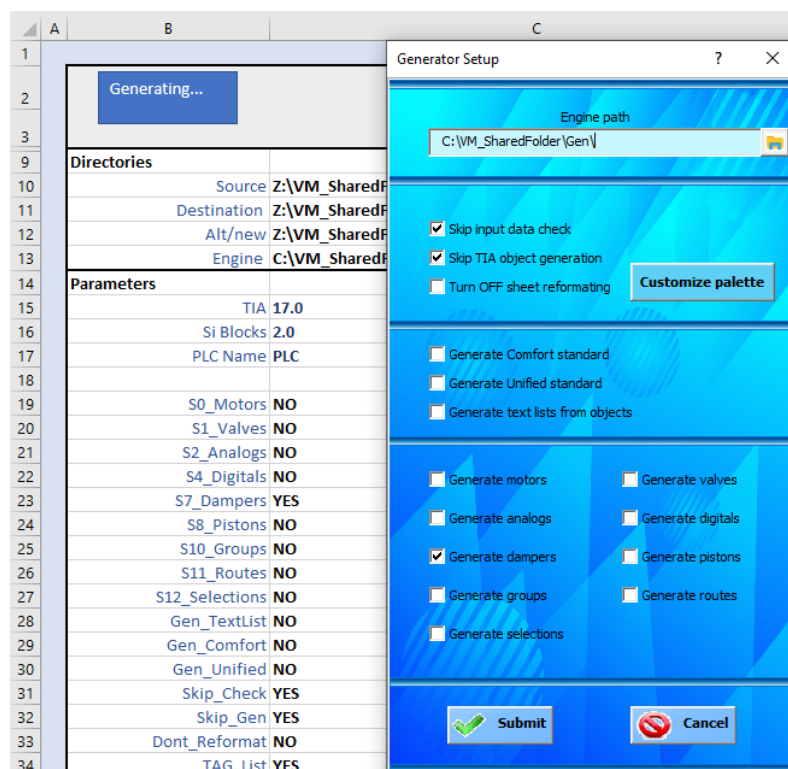 A B C
1
Generator Setup ? ×
2 Generating...
3
Engine path
C:\VM_SharedFolder\Gen\
9 Directories
10 Source Z:\VM_SharedF
11 Destination Z:\VM_SharedF
12 Alt/new Z:\VM_SharedF
13 Engine C:\VM_SharedF
14 Parameters
15 TIA 17.0
16 Si Blocks 2.0
17 PLC Name PLC
18
19 S0_Motors NO
20 S1_Valves NO
21 S2_Analogs NO
22 S4_Digitals NO
23 S7_Dampers YES
24 S8_Pistons NO
25 S10_Groups NO
26 S11_Routes NO
27 S12_Selections NO
28 Gen_TextList NO
29 Gen_Comfort NO
30 Gen_Unified NO
31 Skip_Check YES
32 Skip_Gen YES
33 Dont_Reformat NO
34 TAG_List YES
Skip input data check
Skip TIA object generation
Turn OFF sheet reformating
Customize palette
Generate Comfort standard
Generate Unified standard
Generate text lists from objects
Generate motors Generate valves
Generate analogs Generate digitals
Generate dampers Generate pistons
Generate groups Generate routes
Generate selections
Submit Cancel